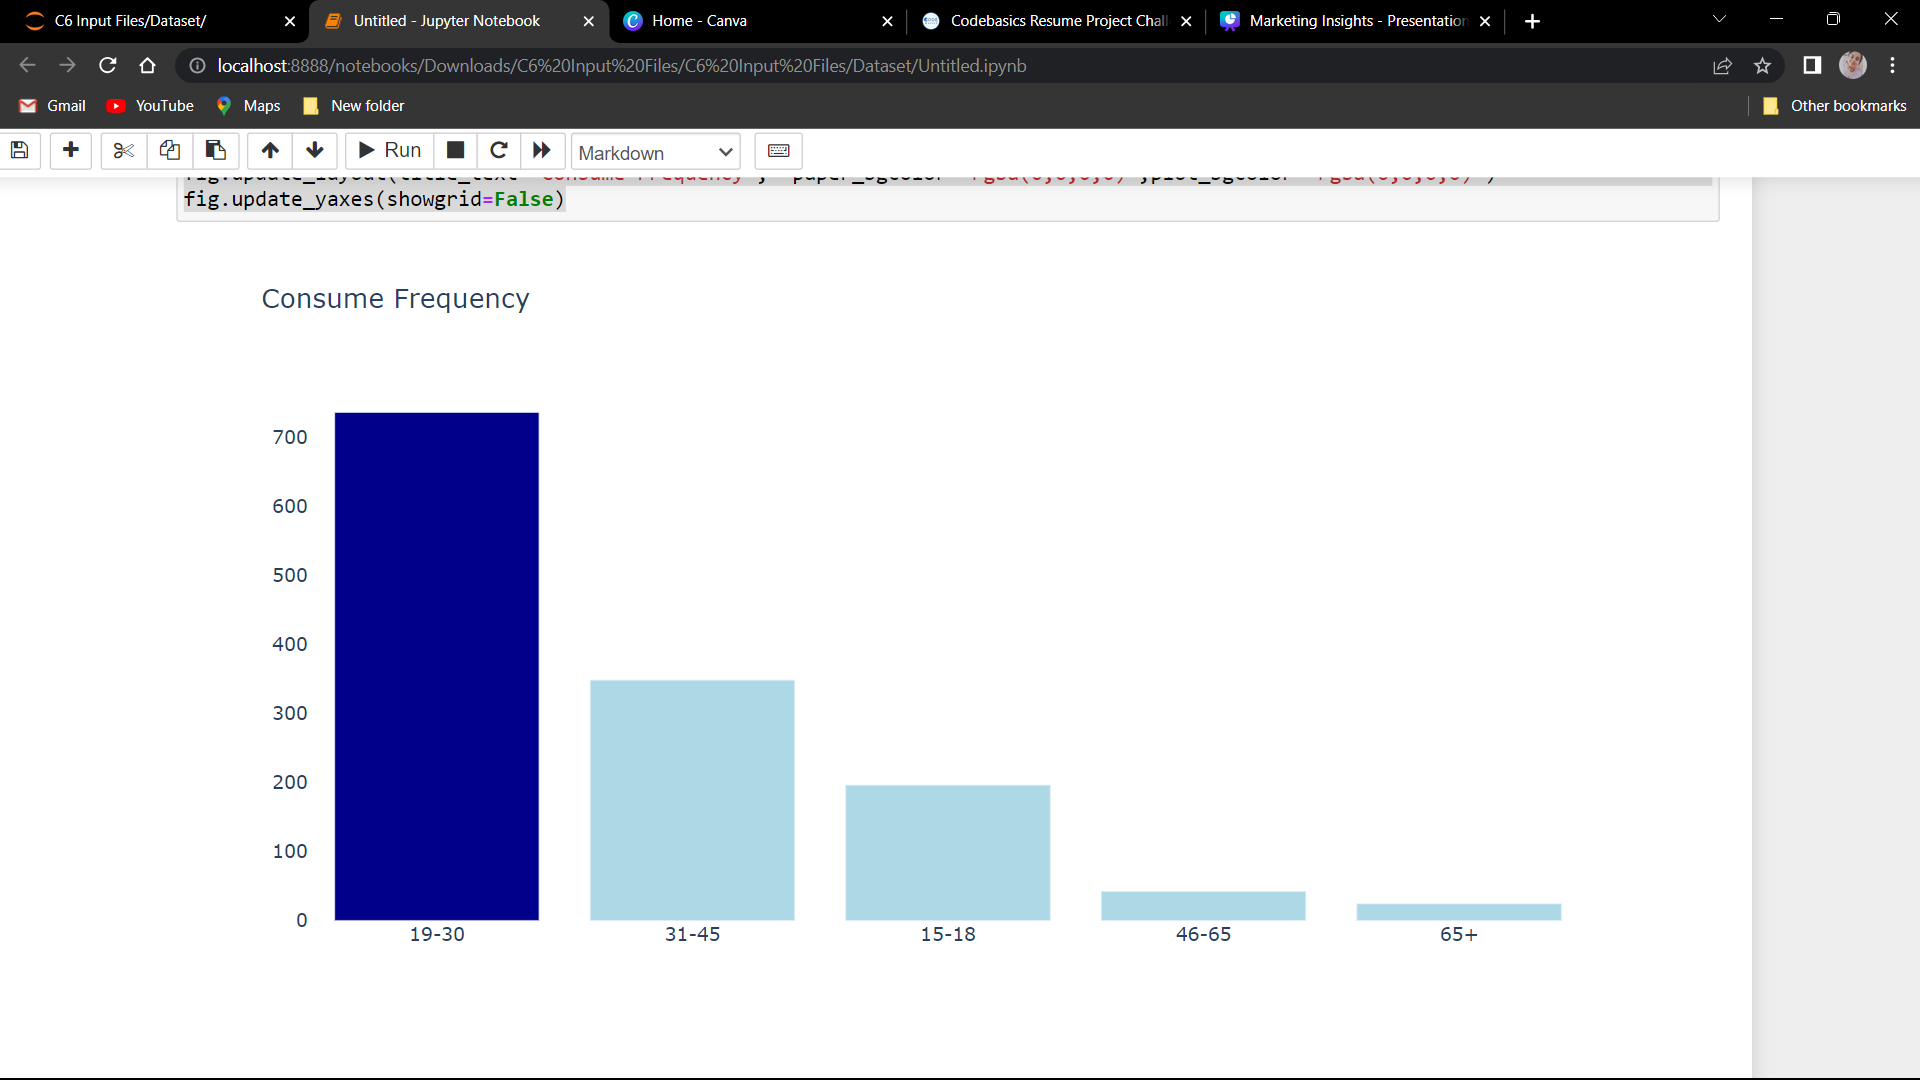 C6 Input Files/Dataset/
Untitled - Jupyter Notebook
Home - Canva
Codebasics Resume Project Chall
Marketing Insights - Presentation
localhost:8888/notebooks/Downloads/C6%20Input%20Files/C6%20Input%20Files/Dataset/Untitled.ipynb
Gmail
YouTube
Maps
New folder
Other bookmarks
Run
Markdown
fig.update_yaxes(showgrid=False)
Consume Frequency
700
600
500
400
300
200
100
0
19-30
31-45
15-18
46-65
65+